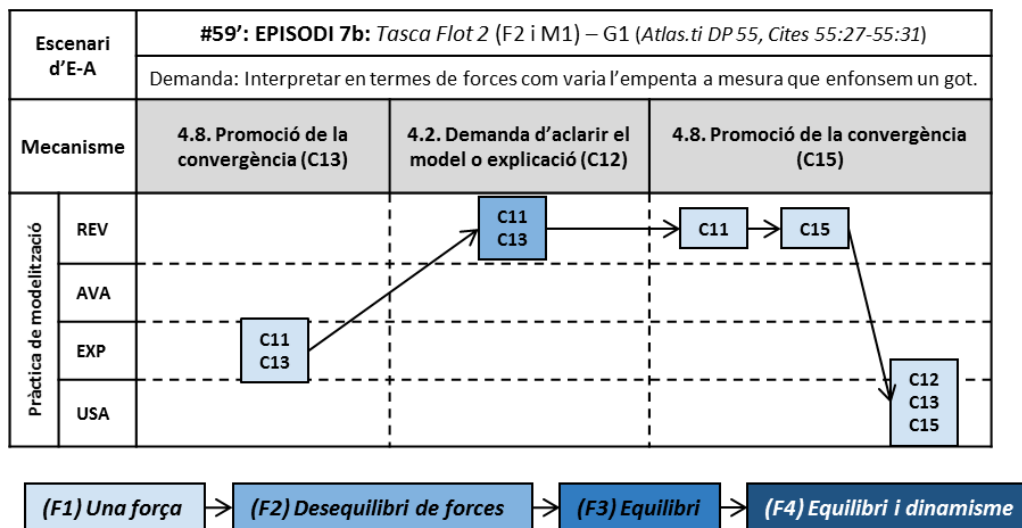 Escenari d'E-A
#59': EPISODI 7b: Tasca Flot 2 (F2 i M1) – G1 (Atlas.ti DP 55, Cites 55:27-55:31)
Demanda: Interpretar en termes de forces com varia l'empenta a mesura que enfonsem un got.
Mecanisme
4.8. Promoció de la
convergència (C13)
4.2. Demanda d'aclarir el
model o explicació (C12)
4.8. Promoció de la convergència
(C15)
Pràctica de modelització
REV
C11
C13
C11
C15
AVA
EXP
C11
C13
USA
C12
C13
C15
(F1) Una força
(F2) Desequilibri de forces
(F3) Equilibri
(F4) Equilibri i dinamisme